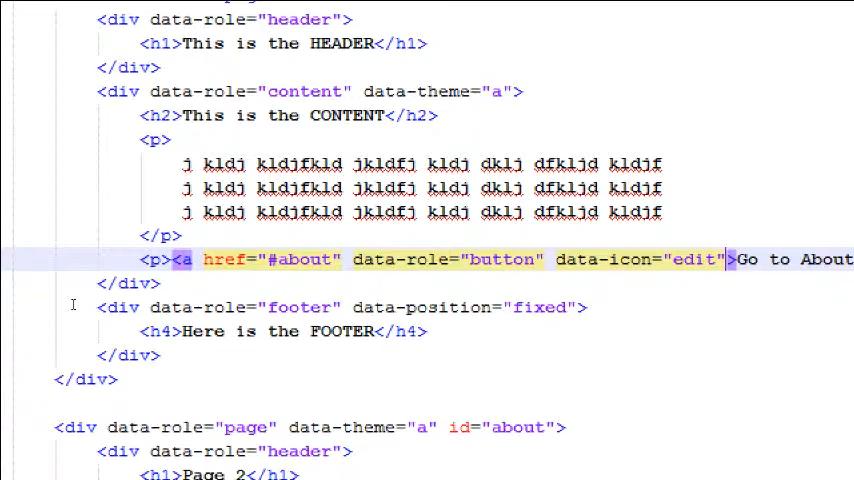 <div data-role="header">
<h1>This is the HEADER</h1>
</div>
<div data-role="content" data-theme="a">
<h2>This is the CONTENT</h2>
<p>
j kldj kldjfkld jkldfj kldj dklj dfkljd kldjf
j kldj kldjfkld jkldfj kldj dklj dfkljd kldjf
j kldj kldjfkld jkldfj kldj dklj dfkljd kldjf
</p>
<p><a href="#about" data-role="button" data-icon="edit">Go to About
</div>
<div data-role="footer" data-position="fixed">
<h4>Here is the FOOTER</h4>
</div>
</div>
<div data-role="page" data-theme="a" id="about">
<div data-role="header">
<h1>Page 2</h1>